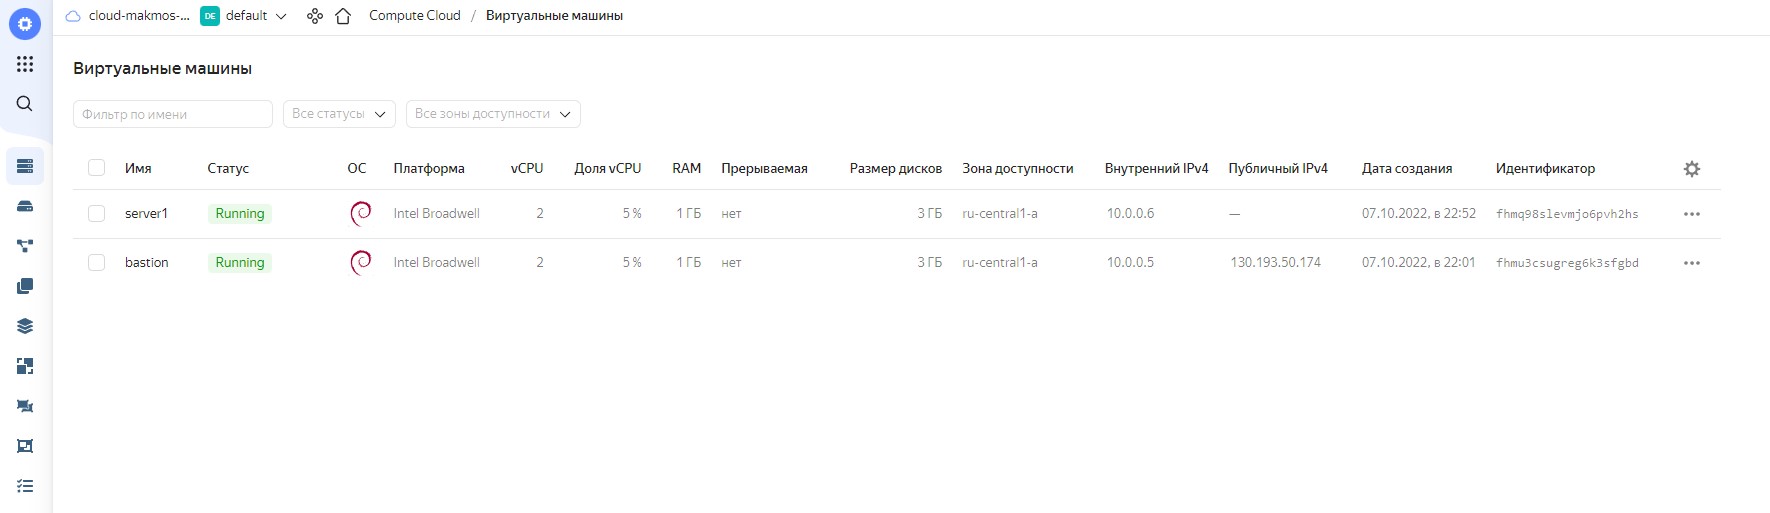 cloud-makmos-... DE default Compute Cloud / Виртуальные машины
Виртуальные машины
Фильтр по имени Все статусы Все зоны доступности
Имя Статус ОС Платформа vCPU Доля vCPU RAM Прерываемая Размер дисков Зона доступности Внутренний IPv4 Публичный IPv4 Дата создания Идентификатор
server1 Running Intel Broadwell 2 5 % 1 ГБ нет 3 ГБ ru-central1-a 10.0.0.6 — 07.10.2022, в 22:52 fhmq98slevmjo6pvh2hs
bastion Running Intel Broadwell 2 5 % 1 ГБ нет 3 ГБ ru-central1-a 10.0.0.5 130.193.50.174 07.10.2022, в 22:01 fhmu3csugreg6k3sfgbd